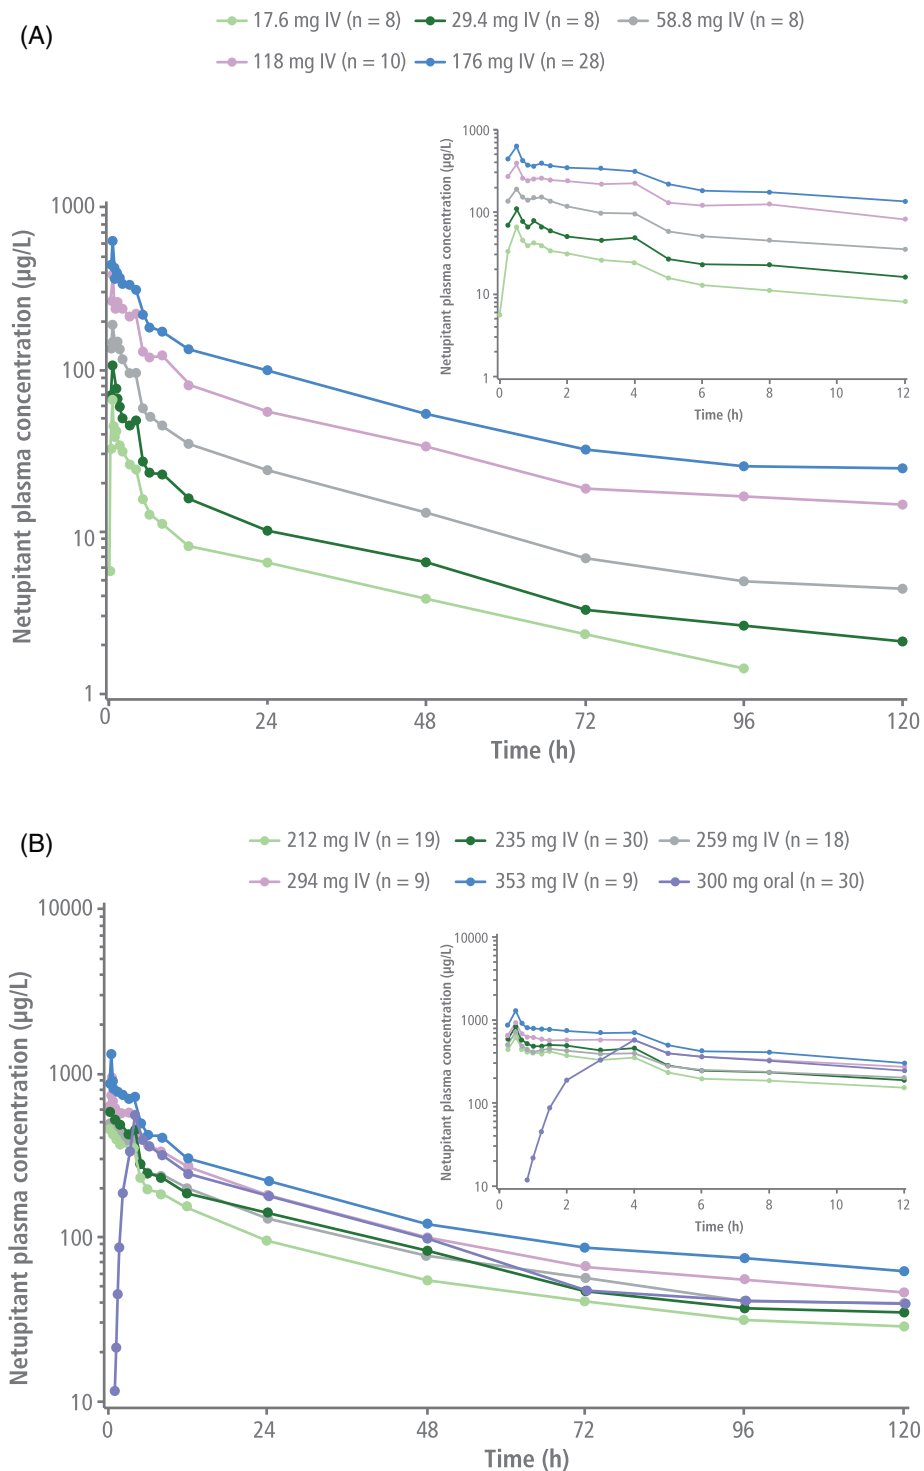 (A)
17.6 mg IV (n = 8) 29.4 mg IV (n = 8) 58.8 mg IV (n = 8)
118 mg IV (n = 10) 176 mg IV (n = 28)
Netupitant plasma concentration (µg/L)
1000
100
10
1
0 24 48 72 96 120
Time (h)
Netupitant plasma concentration (µg/L)
1000
100
10
1
0 2 4 6 8 10 12
Time (h)
(B)
212 mg IV (n = 19) 235 mg IV (n = 30) 259 mg IV (n = 18)
294 mg IV (n = 9) 353 mg IV (n = 9) 300 mg oral (n = 30)
Netupitant plasma concentration (µg/L)
10000
1000
100
10
0 24 48 72 96 120
Time (h)
Netupitant plasma concentration (µg/L)
10000
1000
100
10
0 2 4 6 8 10 12
Time (h)